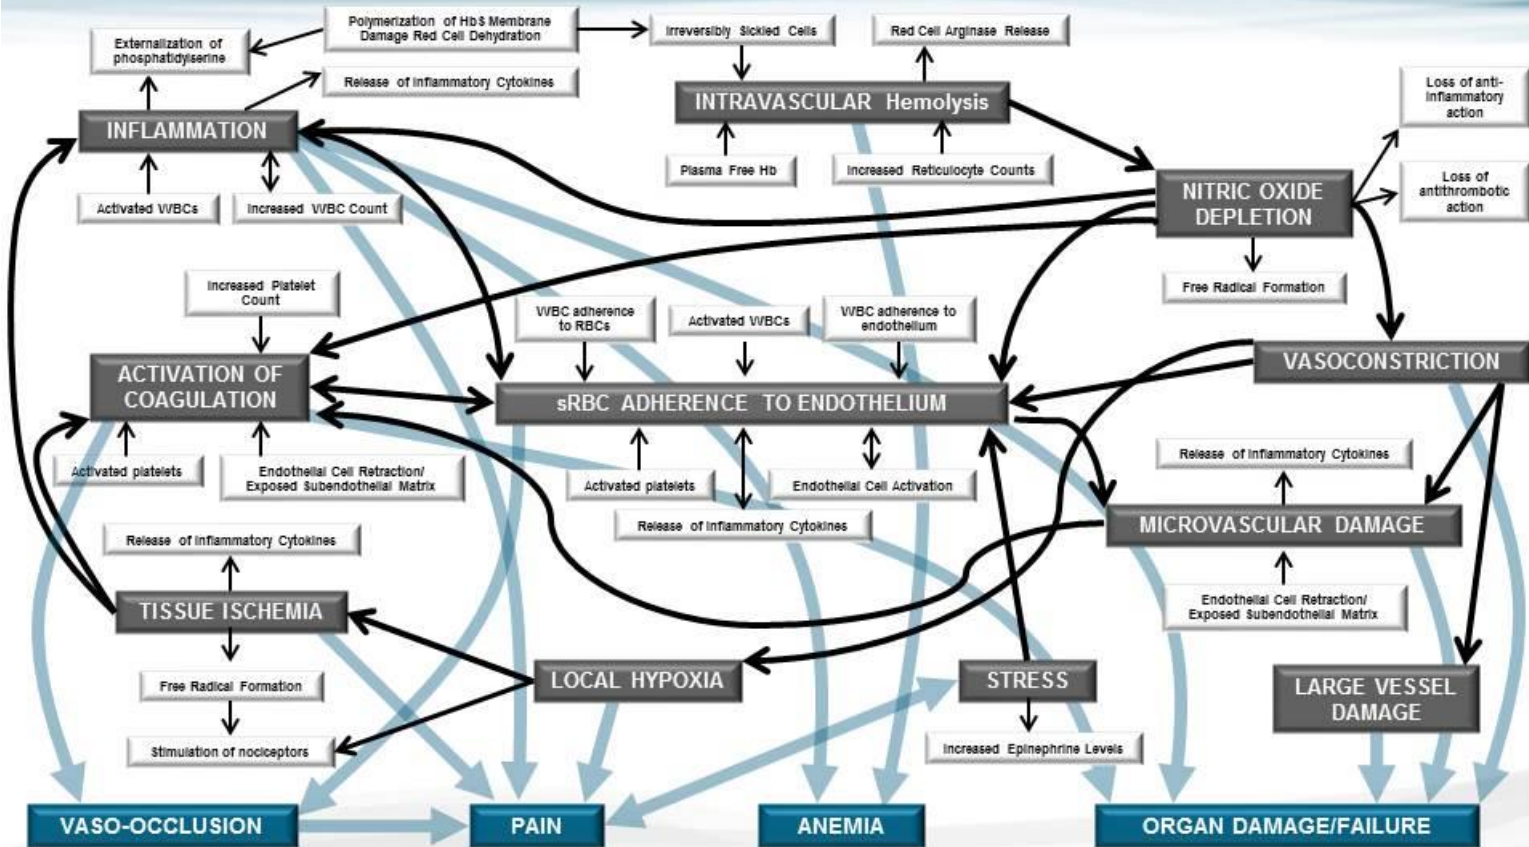 Polymerization of HbS Membrane
Damage Red Cell Dehydration
Externalization of
phosphatidylserine
Irreversibly Sickled Cells
Red Cell Arginase Release
Release of Inflammatory Cytokines
Loss of anti-
inflammatory
action
INTRAVASCULAR Hemolysis
INFLAMMATION
Plasma Free Hb
Increased Reticulocyte Counts
Loss of
antithrombotic
action
NITRIC OXIDE
DEPLETION
Activated WBCs
Increased WBC Count
Free Radical Formation
Increased Platelet
Count
WBC adherence
to RBCs
Activated WBCs
WBC adherence to
endothelium
VASOCONSTRICTION
ACTIVATION OF
COAGULATION
sRBC ADHERENCE TO ENDOTHELIUM
Release of Inflammatory Cytokines
Activated platelets
Endothelial Cell Retraction/
Exposed Subendothelial Matrix
Activated platelets
Endothelial Cell Activation
Release of Inflammatory Cytokines
MICROVASCULAR DAMAGE
Release of Inflammatory Cytokines
TISSUE ISCHEMIA
Endothelial Cell Retraction/
Exposed Subendothelial Matrix
Free Radical Formation
LOCAL HYPOXIA
STRESS
LARGE VESSEL
DAMAGE
Stimulation of nociceptors
Increased Epinephrine Levels
VASO-OCCLUSION
PAIN
ANEMIA
ORGAN DAMAGE/FAILURE